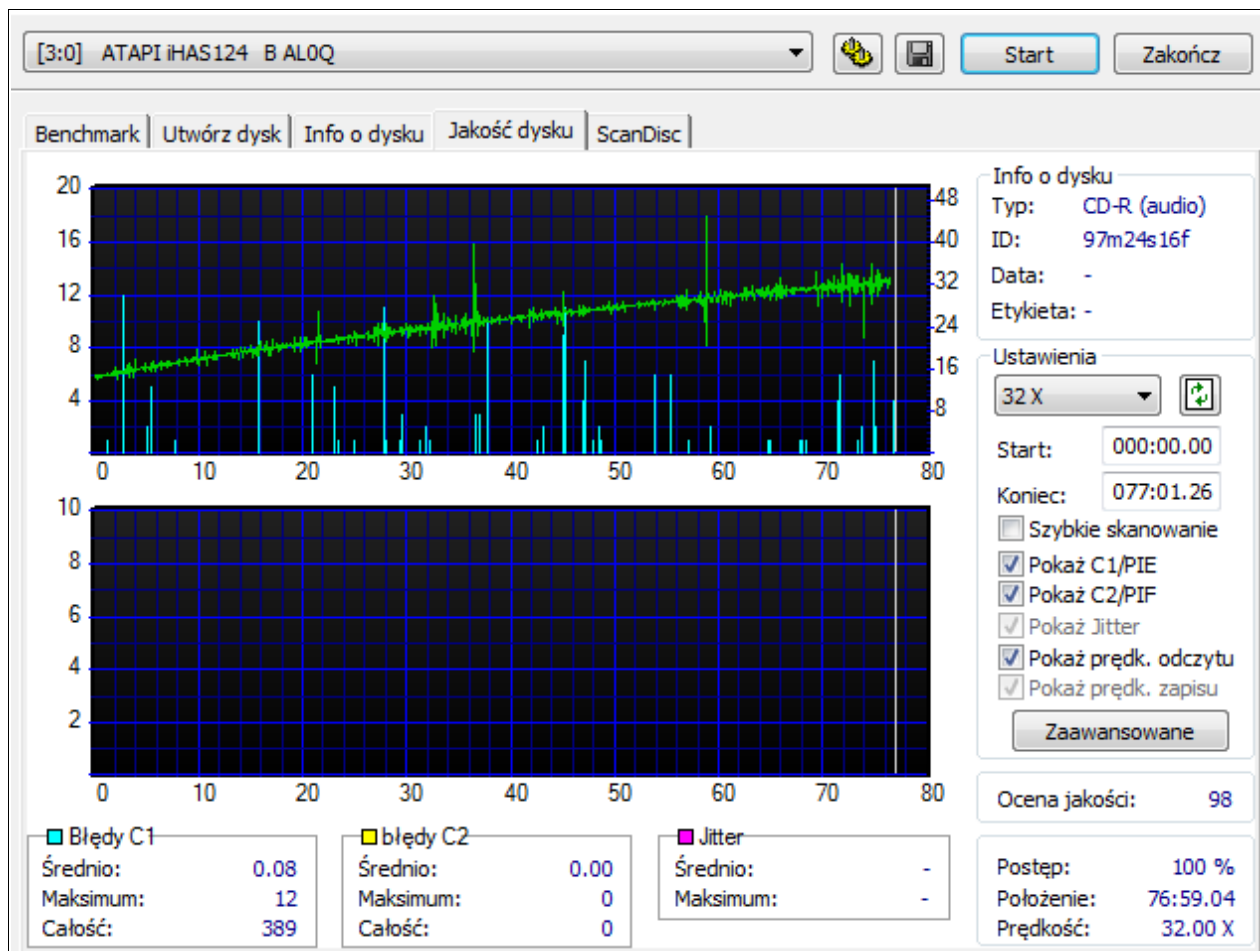 [3:0] ATAPI iHAS124 B AL0Q
Start
Zakończ
Benchmark Utwórz dysk Info o dysku Jakość dysku ScanDisc
20
16
12
8
4
48
40
32
24
16
8
0 10 20 30 40 50 60 70 80
10
8
6
4
2
0 10 20 30 40 50 60 70 80
Info o dysku
Typ: CD-R (audio)
ID: 97m24s16f
Data: -
Etykieta: -
Ustawienia
32 X
Start: 000:00.00
Koniec: 077:01.26
Szybkie skanowanie
Pokaż C1/PIE
Pokaż C2/PIF
Pokaż Jitter
Pokaż prędk. odczytu
Pokaż prędk. zapisu
Zaawansowane
Ocena jakości: 98
Błędy C1
Średnio: 0.08
Maksimum: 12
Całość: 389
błędy C2
Średnio: 0.00
Maksimum: 0
Całość: 0
Jitter
Średnio: -
Maksimum: -
Postęp: 100 %
Położenie: 76:59.04
Prędkość: 32.00 X